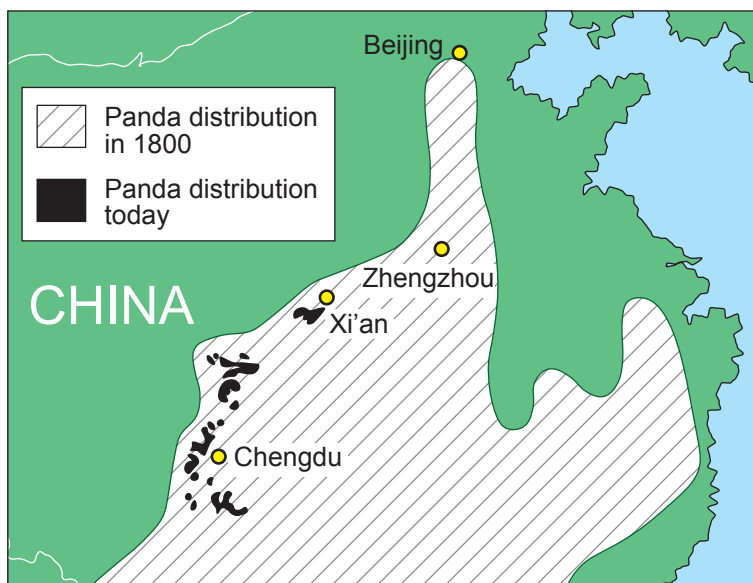 Beijing
Panda distribution
in 1800
Panda distribution
today
Zhengzhou
CHINA
Xi’an
Chengdu